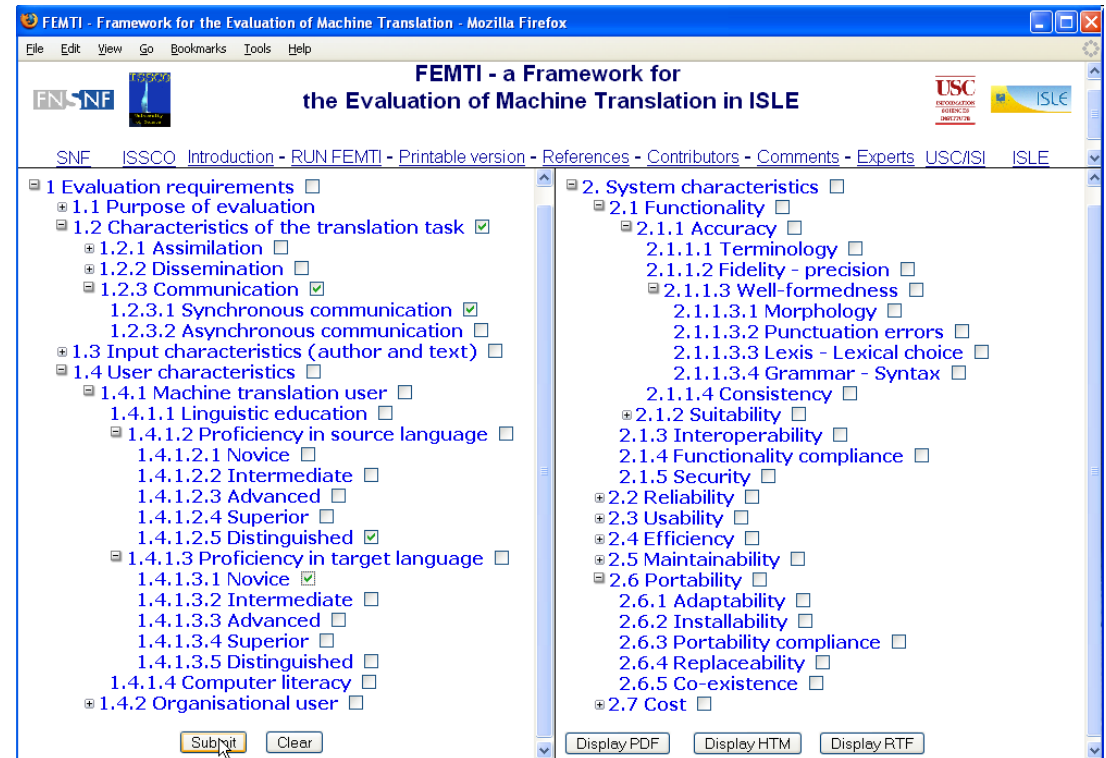 FEMTI - Framework for the Evaluation of Machine Translation - Mozilla Firefox
File Edit View Go Bookmarks Tools Help
FNSNF
ISSCO
FEMTI - a Framework for
the Evaluation of Machine Translation in ISLE
USC
INFORMATION
SCIENCES
INSTITUTE
ISLE
SNF ISSCO Introduction - RUN FEMTI - Printable version - References - Contributors - Comments - Experts USC/ISI ISLE
1 Evaluation requirements
1.1 Purpose of evaluation
1.2 Characteristics of the translation task
1.2.1 Assimilation
1.2.2 Dissemination
1.2.3 Communication
1.2.3.1 Synchronous communication
1.2.3.2 Asynchronous communication
1.3 Input characteristics (author and text)
1.4 User characteristics
1.4.1 Machine translation user
1.4.1.1 Linguistic education
1.4.1.2 Proficiency in source language
1.4.1.2.1 Novice
1.4.1.2.2 Intermediate
1.4.1.2.3 Advanced
1.4.1.2.4 Superior
1.4.1.2.5 Distinguished
1.4.1.3 Proficiency in target language
1.4.1.3.1 Novice
1.4.1.3.2 Intermediate
1.4.1.3.3 Advanced
1.4.1.3.4 Superior
1.4.1.3.5 Distinguished
1.4.1.4 Computer literacy
1.4.2 Organisational user
Submit Clear
2. System characteristics
2.1 Functionality
2.1.1 Accuracy
2.1.1.1 Terminology
2.1.1.2 Fidelity - precision
2.1.1.3 Well-formedness
2.1.1.3.1 Morphology
2.1.1.3.2 Punctuation errors
2.1.1.3.3 Lexis - Lexical choice
2.1.1.3.4 Grammar - Syntax
2.1.1.4 Consistency
2.1.2 Suitability
2.1.3 Interoperability
2.1.4 Functionality compliance
2.1.5 Security
2.2 Reliability
2.3 Usability
2.4 Efficiency
2.5 Maintainability
2.6 Portability
2.6.1 Adaptability
2.6.2 Installability
2.6.3 Portability compliance
2.6.4 Replaceability
2.6.5 Co-existence
2.7 Cost
Display PDF Display HTM Display RTF